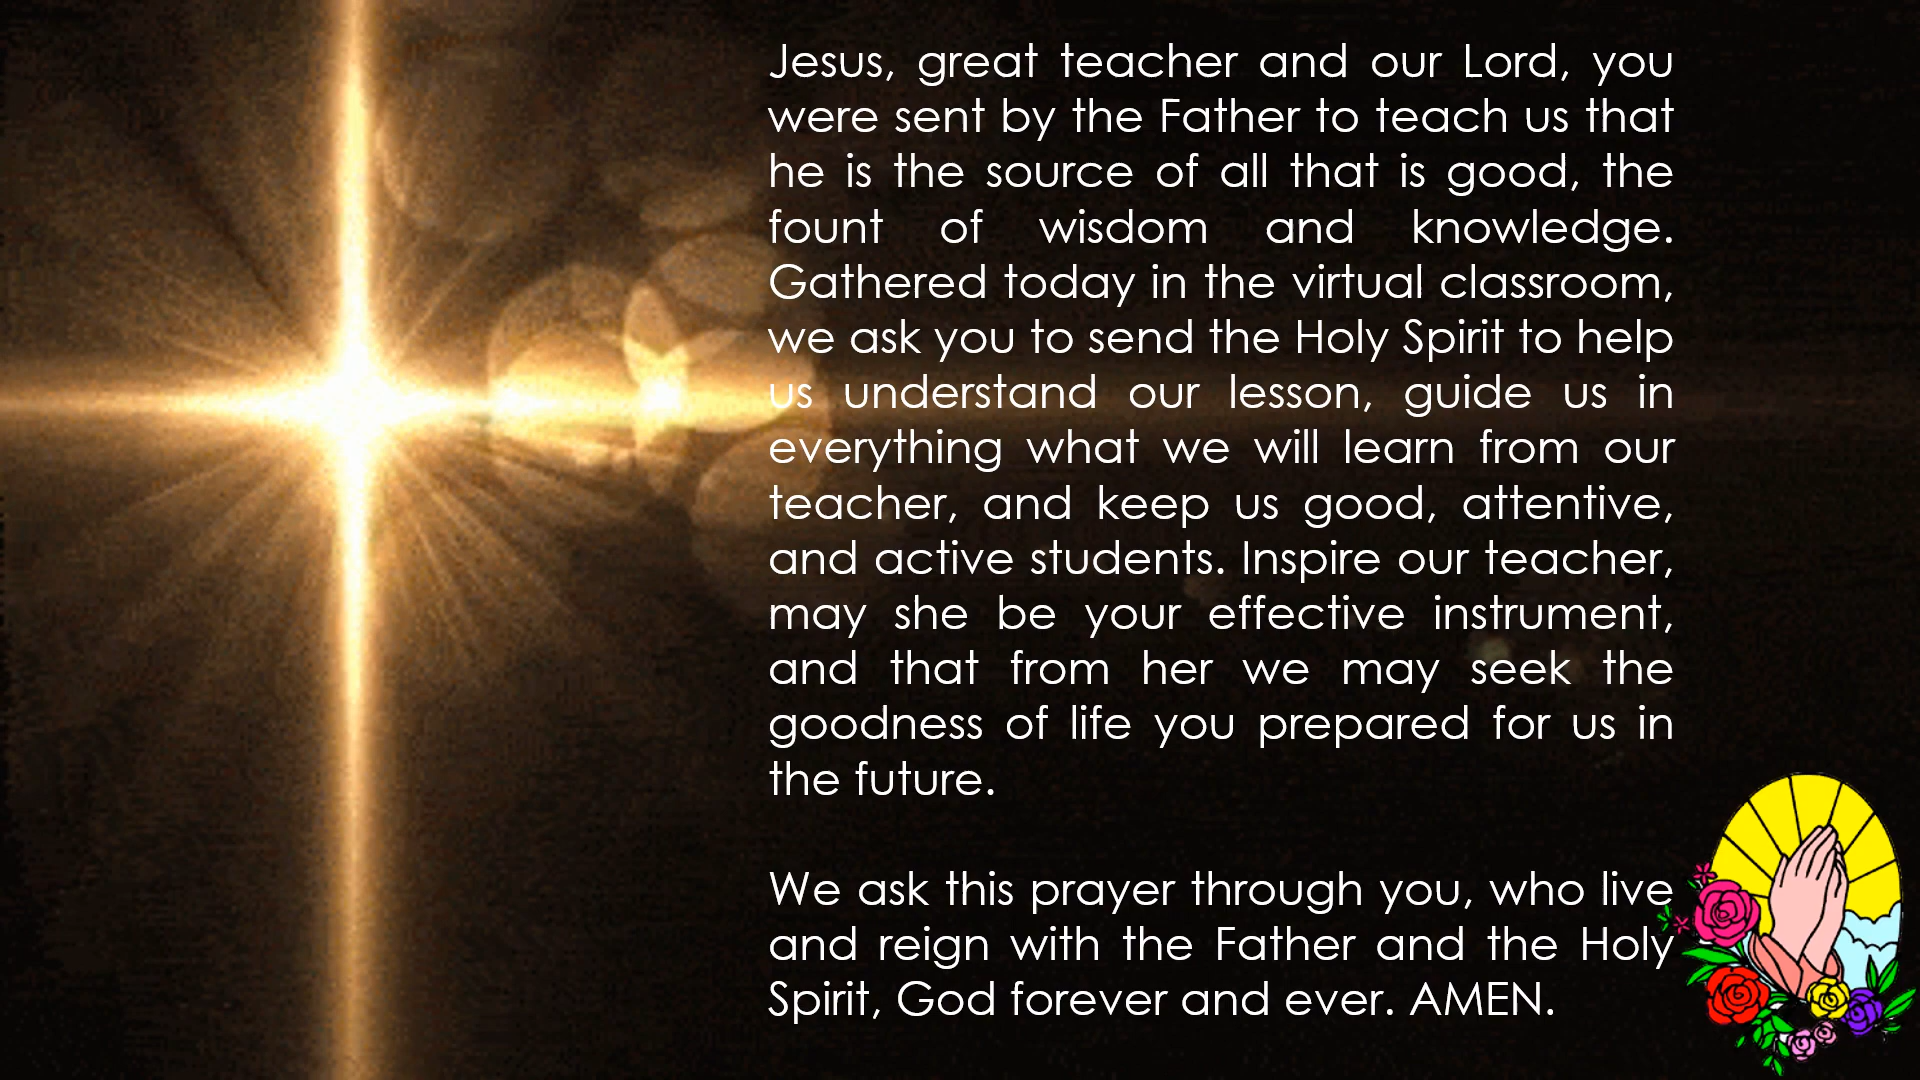 Jesus, great teacher and our Lord, you
were sent by the Father to teach us that
he is the source of all that is good, the
fount of wisdom and knowledge.
Gathered today in the virtual classroom,
we ask you to send the Holy Spirit to help
us understand our lesson, guide us in
everything what we will learn from our
teacher, and keep us good, attentive,
and active students. Inspire our teacher,
may she be your effective instrument,
and that from her we may seek the
goodness of life you prepared for us in
the future.
We ask this prayer through you, who live
and reign with the Father and the Holy
Spirit, God forever and ever. AMEN.